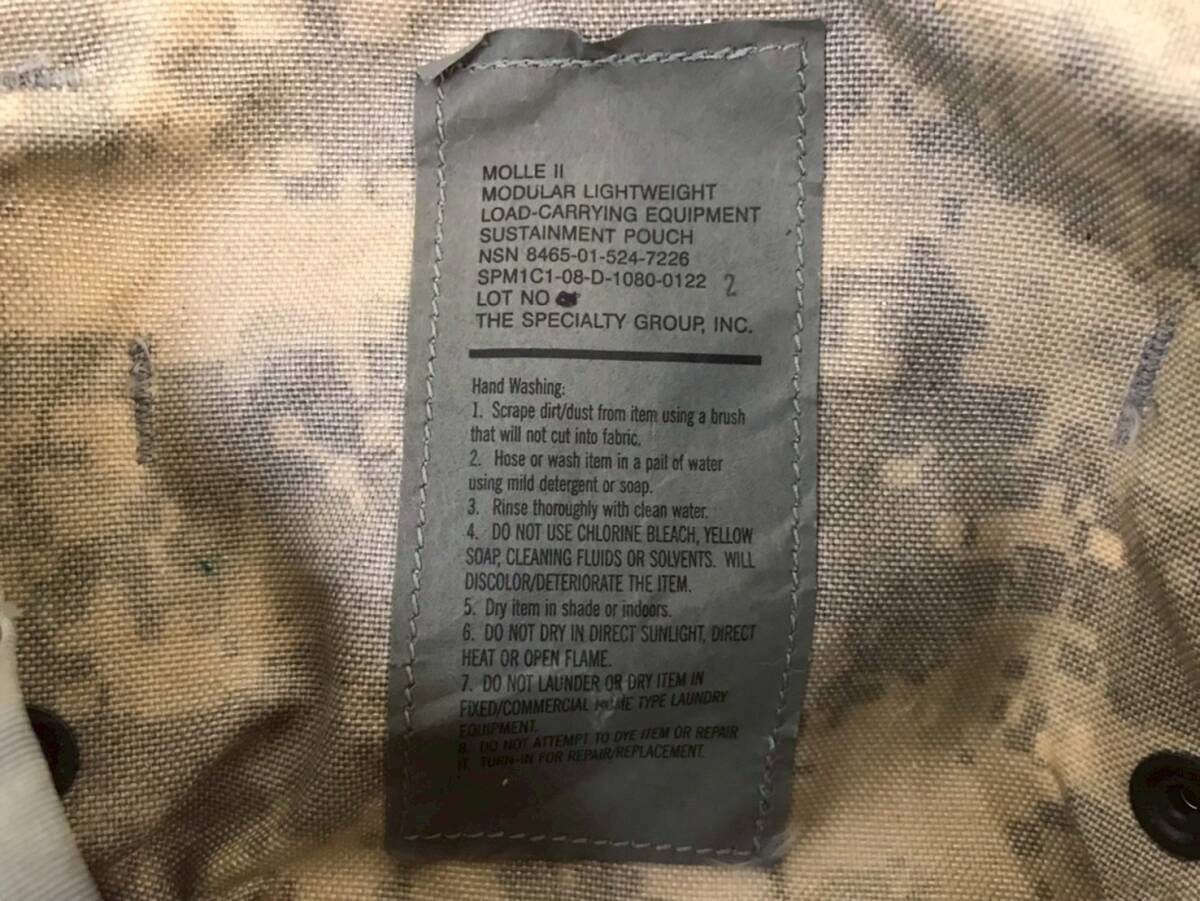 MOLLE II
MODULAR LIGHTWEIGHT
LOAD-CARRYING EQUIPMENT
SUSTAINMENT POUCH
NSN 8465-01-524-7226
SPM1C1-08-D-1080-0122 2
LOT NO
THE SPECIALTY GROUP, INC.
Hand Washing:
1. Scrape dirt/dust from item using a brush
that will not cut into fabric.
2. Hose or wash item in a pail of water
using mild detergent or soap.
3. Rinse thoroughly with clean water.
4. DO NOT USE CHLORINE BLEACH, YELLOW
SOAP, CLEANING FLUIDS OR SOLVENTS. WILL
DISCOLOR/DETERIORATE THE ITEM.
5. Dry item in shade or indoors.
6. DO NOT DRY IN DIRECT SUNLIGHT, DIRECT
HEAT OR OPEN FLAME.
7. DO NOT LAUNDER OR DRY ITEM IN
FIXED/COMMERCIAL HOME TYPE LAUNDRY
EQUIPMENT.
8. DO NOT ATTEMPT TO DYE ITEM OR REPAIR
IT. TURN-IN FOR REPAIR/REPLACEMENT.